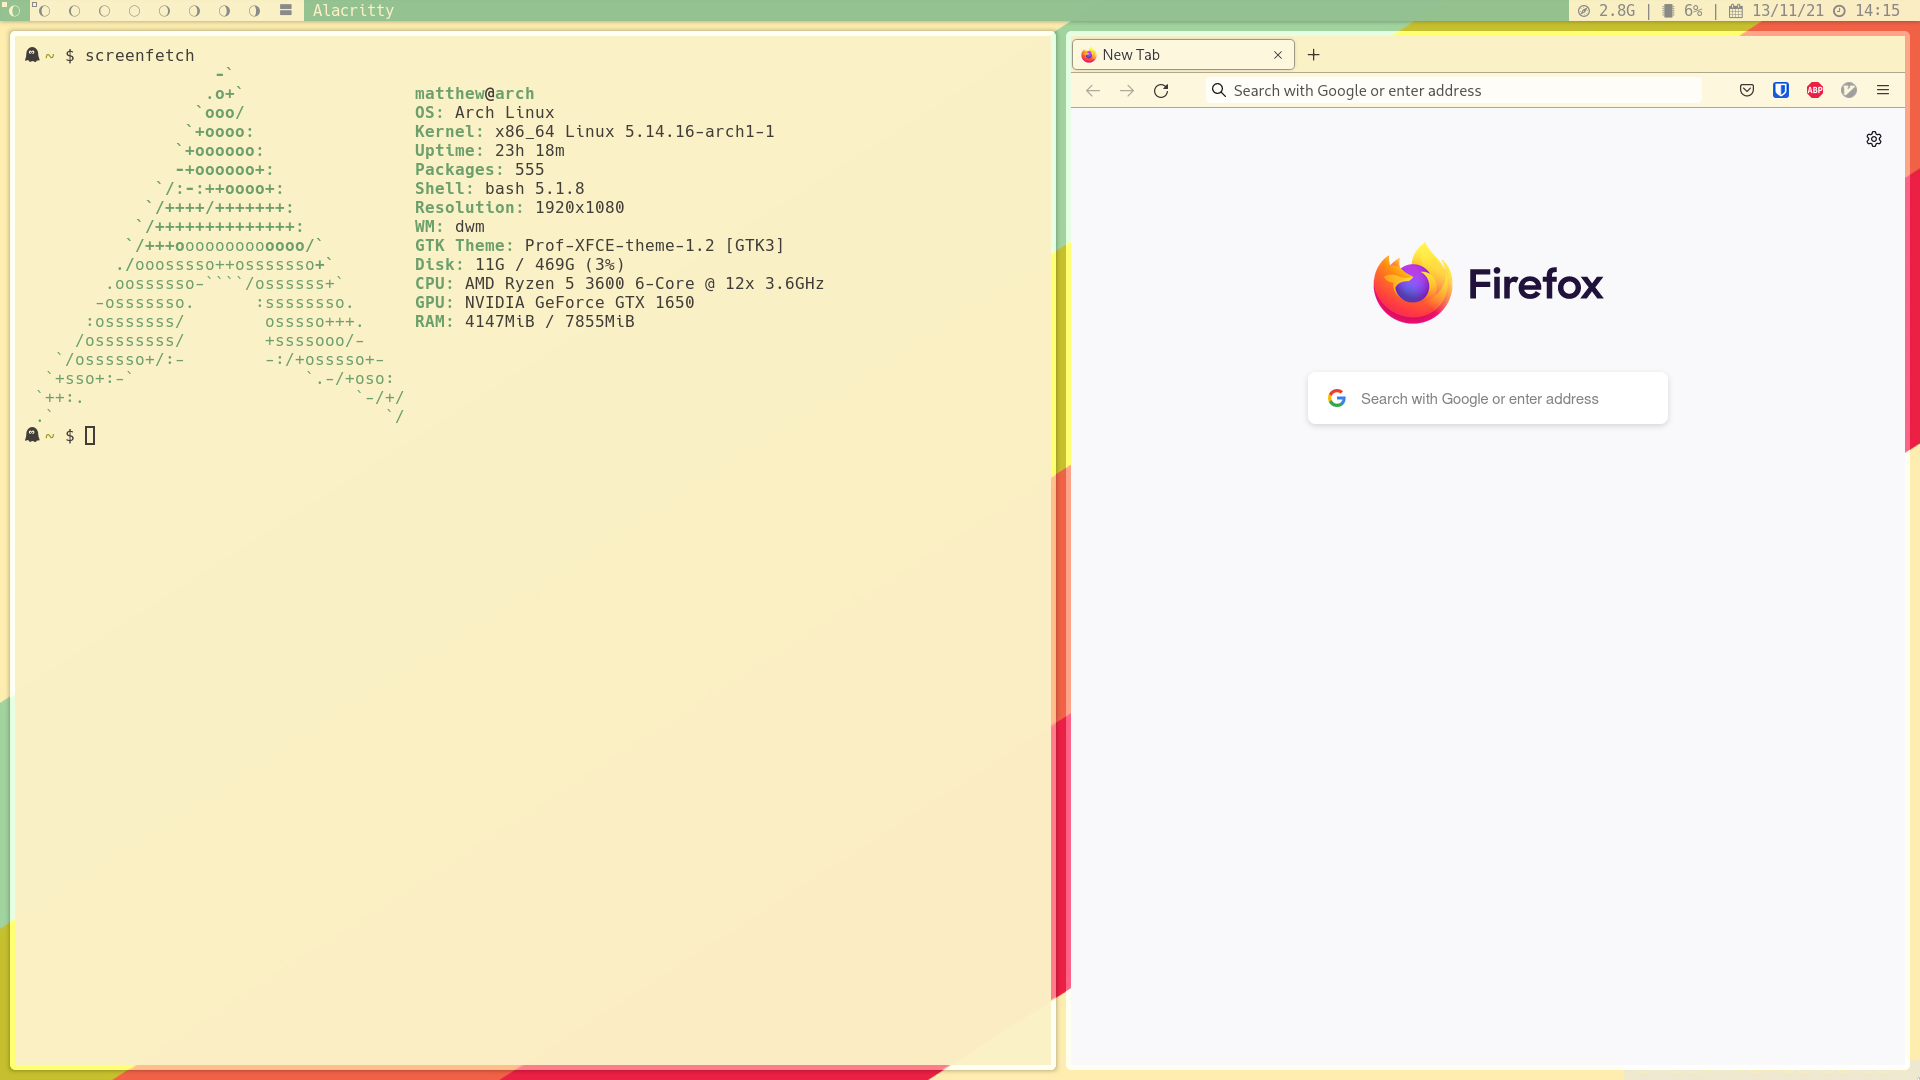 Alacritty
2.8G | 6% | 13/11/21 14:15
~ $ screenfetch
                   -`
                  .o+`
                 `ooo/
                `+oooo:
               `+oooooo:
               -+oooooo+:
             `/:-:++oooo+:
            `/++++/+++++++:
           `/++++++++++++++:
          `/+++ooooooooooooo/`
         ./ooosssso++osssssso+`
        .oossssso-````/ossssss+`
       -osssssso.      :ssssssso.
      :osssssss/        osssso+++.
     /ossssssss/        +ssssooo/-
   `/ossssso+/:-        -:/+osssso+-
  `+sso+:-`                 `.-/+oso:
 `++:.                           `-/+/
 .`                                 `/
matthew@arch
OS: Arch Linux
Kernel: x86_64 Linux 5.14.16-arch1-1
Uptime: 23h 18m
Packages: 555
Shell: bash 5.1.8
Resolution: 1920x1080
WM: dwm
GTK Theme: Prof-XFCE-theme-1.2 [GTK3]
Disk: 11G / 469G (3%)
CPU: AMD Ryzen 5 3600 6-Core @ 12x 3.6GHz
GPU: NVIDIA GeForce GTX 1650
RAM: 4147MiB / 7855MiB
~ $
New Tab
Search with Google or enter address
ABP
Firefox
Search with Google or enter address